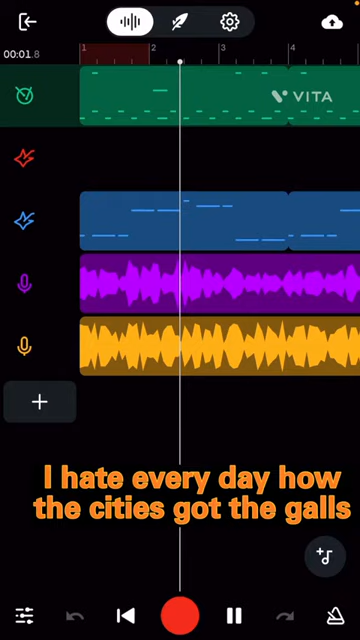 1 2 3 4
00:01.8
VITA
I hate every day how
the cities got the galls